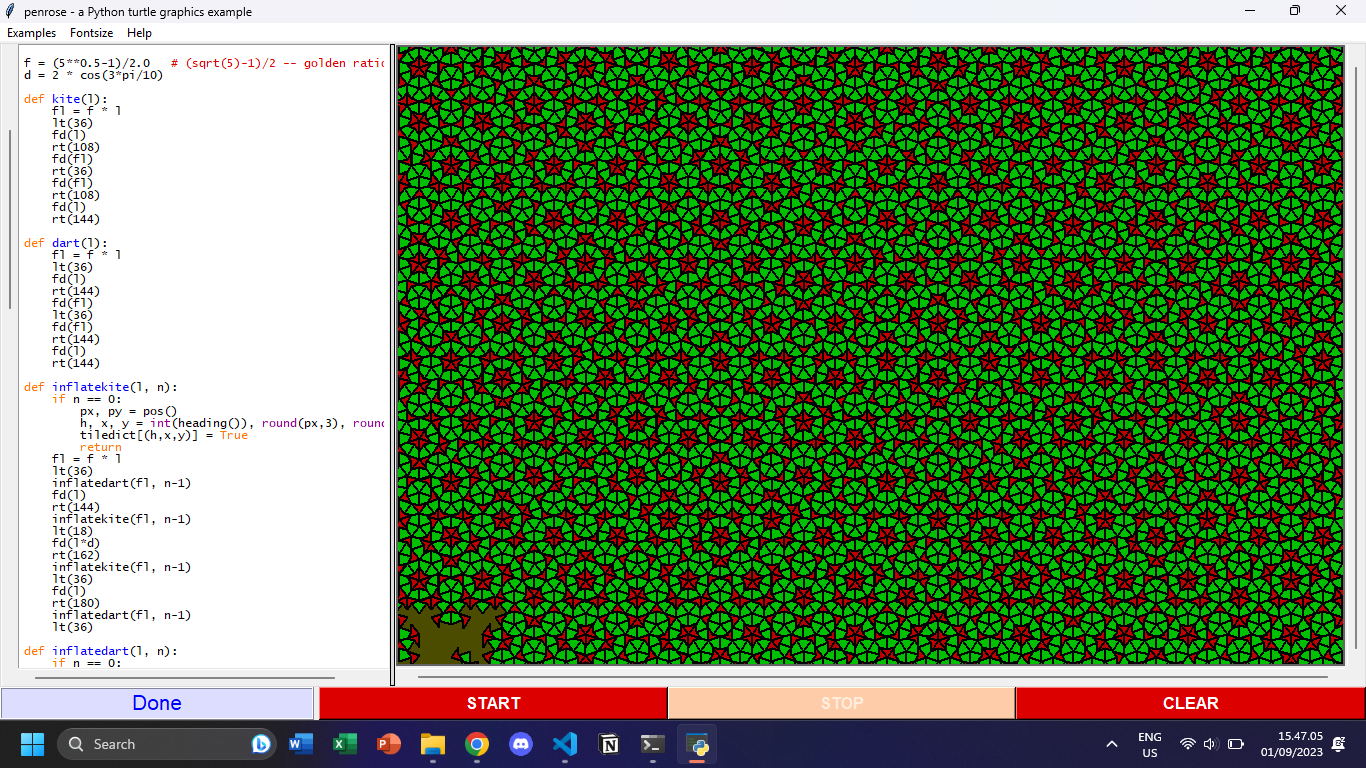 penrose - a Python turtle graphics example
Examples Fontsize Help
f = (5**0.5-1)/2.0   # (sqrt(5)-1)/2 -- golden ratio
d = 2 * cos(3*pi/10)
def kite(l):
    fl = f * l
    lt(36)
    fd(l)
    rt(108)
    fd(fl)
    rt(36)
    fd(fl)
    rt(108)
    fd(l)
    rt(144)
def dart(l):
    fl = f * l
    lt(36)
    fd(l)
    rt(144)
    fd(fl)
    lt(36)
    fd(fl)
    rt(144)
    fd(l)
    rt(144)
def inflatekite(l, n):
    if n == 0:
        px, py = pos()
        h, x, y = int(heading()), round(px,3), round
        tiledict[(h,x,y)] = True
        return
    fl = f * l
    lt(36)
    inflatedart(fl, n-1)
    fd(l)
    rt(144)
    inflatekite(fl, n-1)
    lt(18)
    fd(l*d)
    rt(162)
    inflatekite(fl, n-1)
    lt(36)
    fd(l)
    rt(180)
    inflatedart(fl, n-1)
    lt(36)
def inflatedart(l, n):
    if n == 0:
Done START STOP CLEAR
Search
ENG
US
15.47.05
01/09/2023